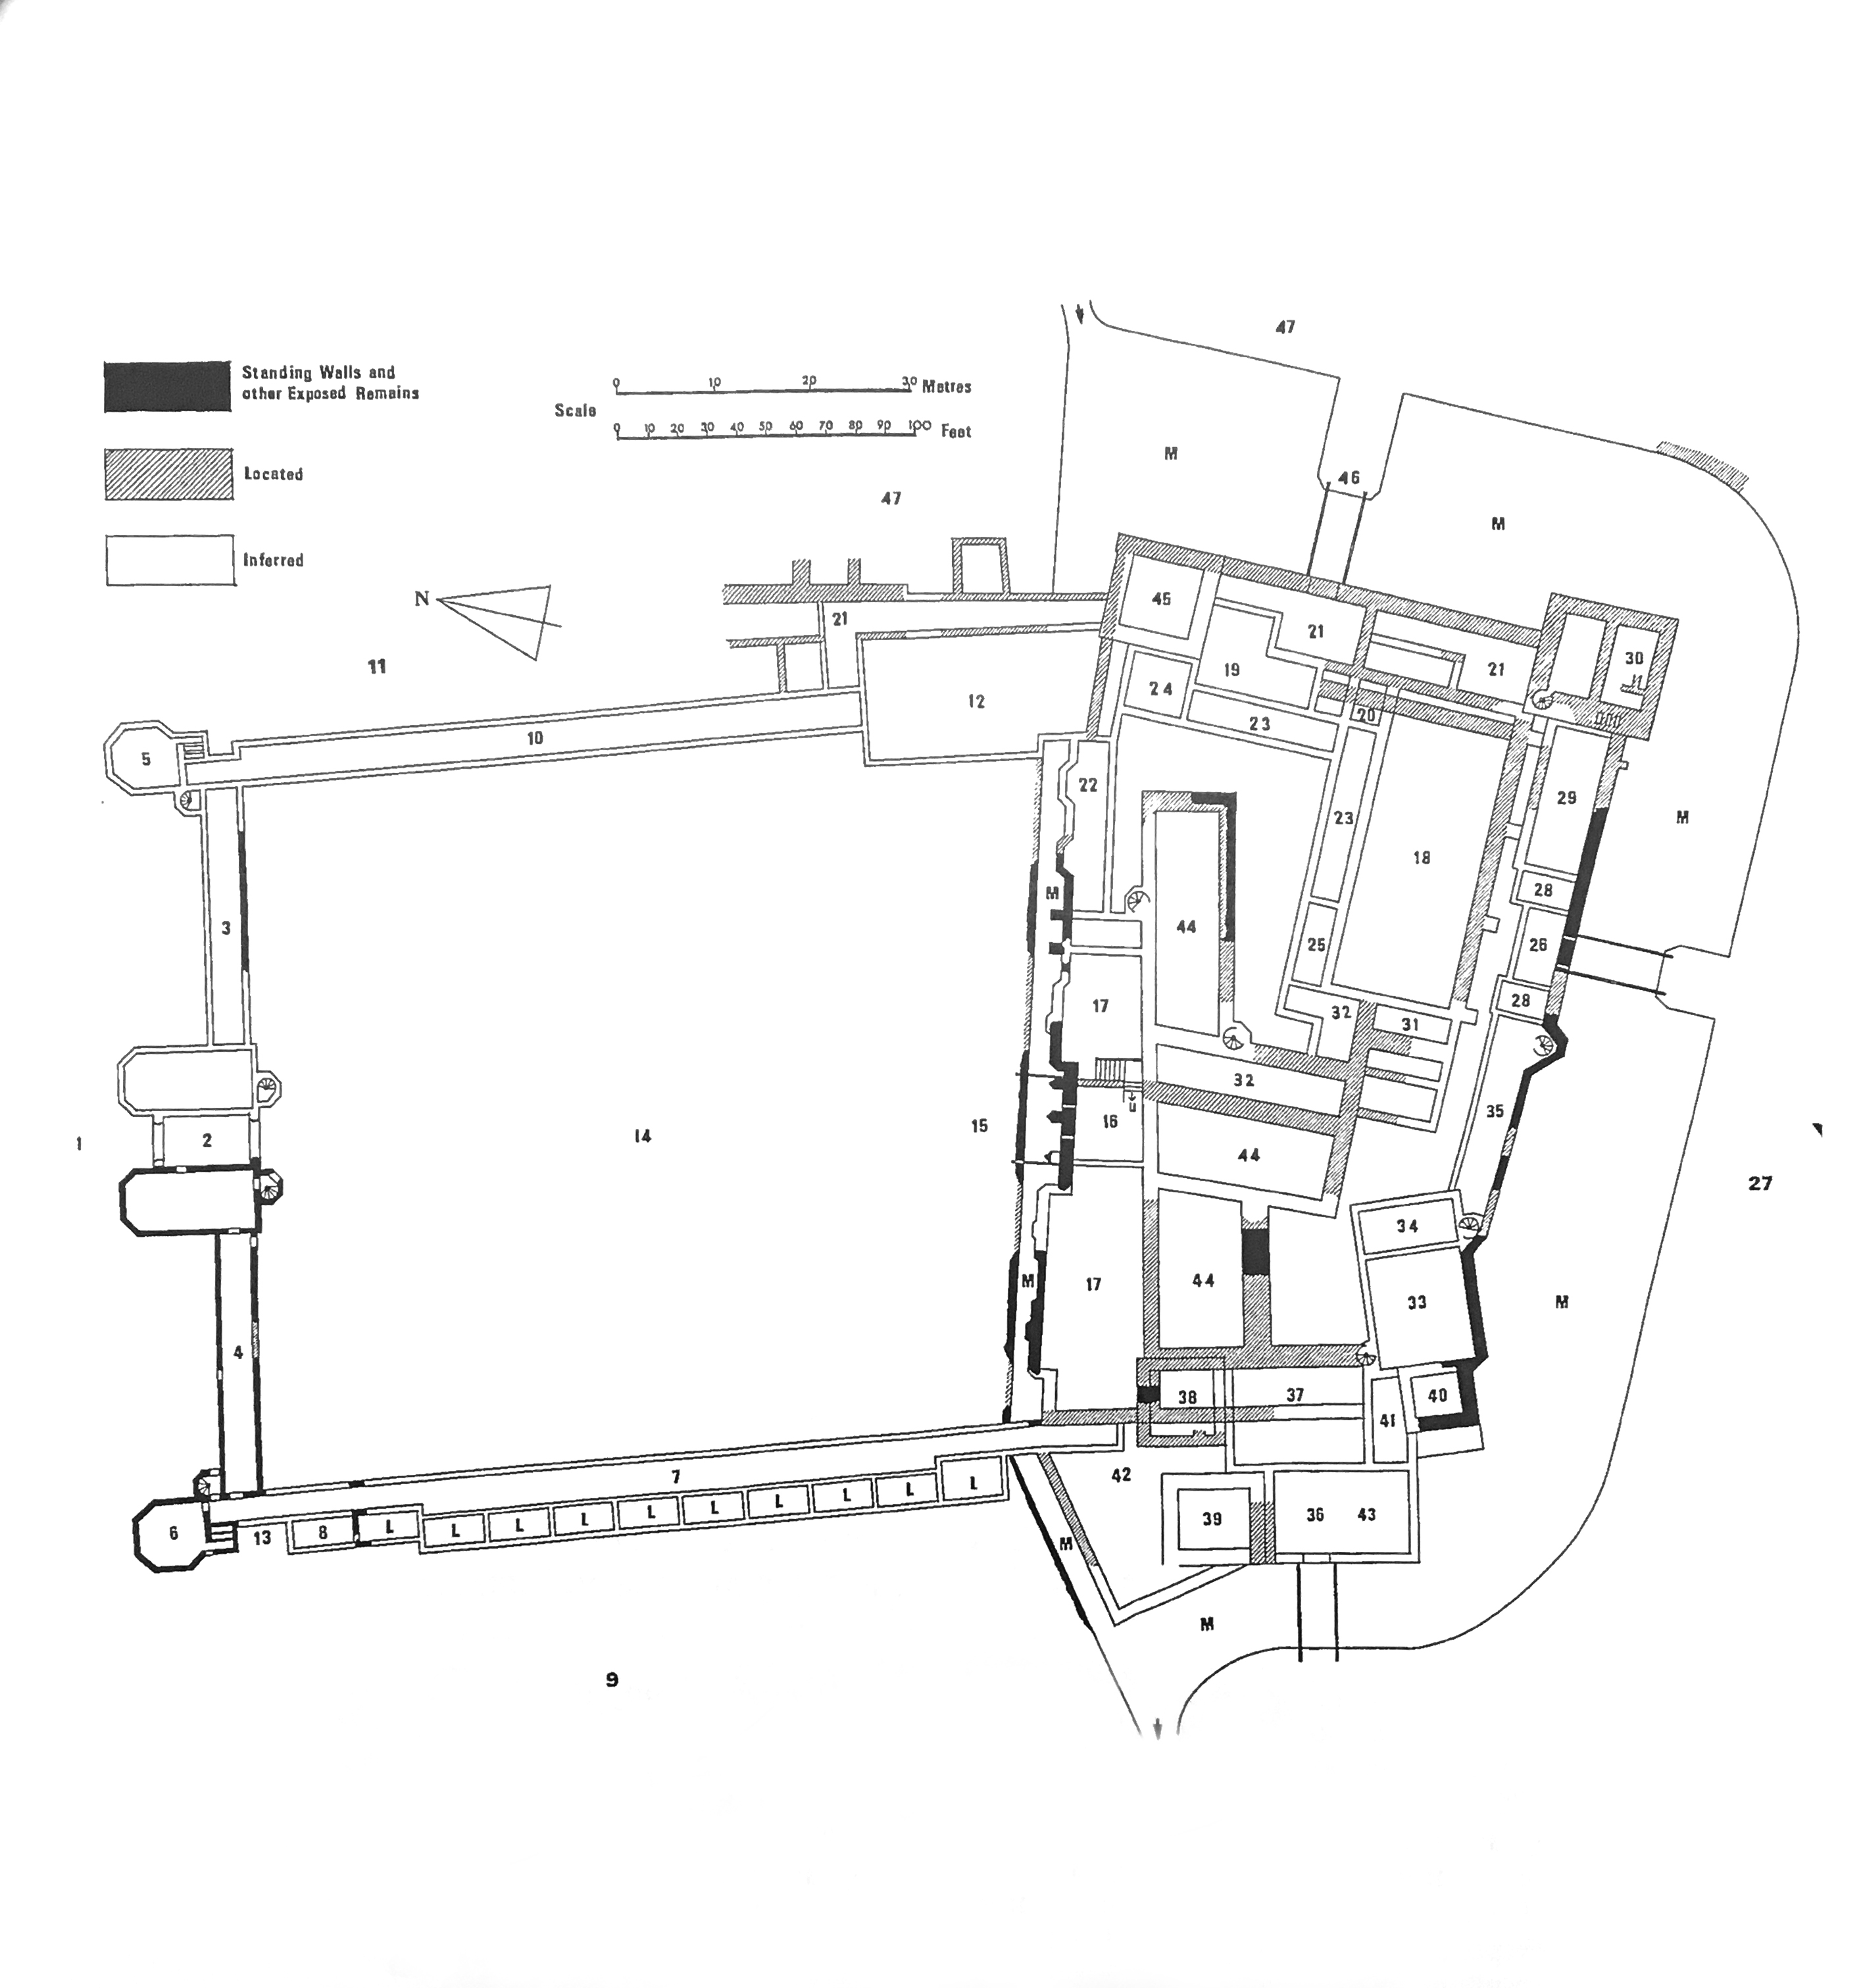 47
Standing Walls and
other Exposed Remains
0 10 20 30 Metres
Scale
0 10 20 30 40 50 60 70 80 90 100 Feet
M
Located
46
47
M
Inferred
N
45
21
21
30
11
19
21
24
12
20
23
10
5
22
29
M
23
18
28
M
3
44
25
26
17
28
32
31
32
35
15
16
u
14
2
1
44
27
34
M
17
44
33
M
4
38
37
40
41
42
7
L
L
L
L
L
L
L
L
L
L
39
36
43
6
13
8
M
M
9